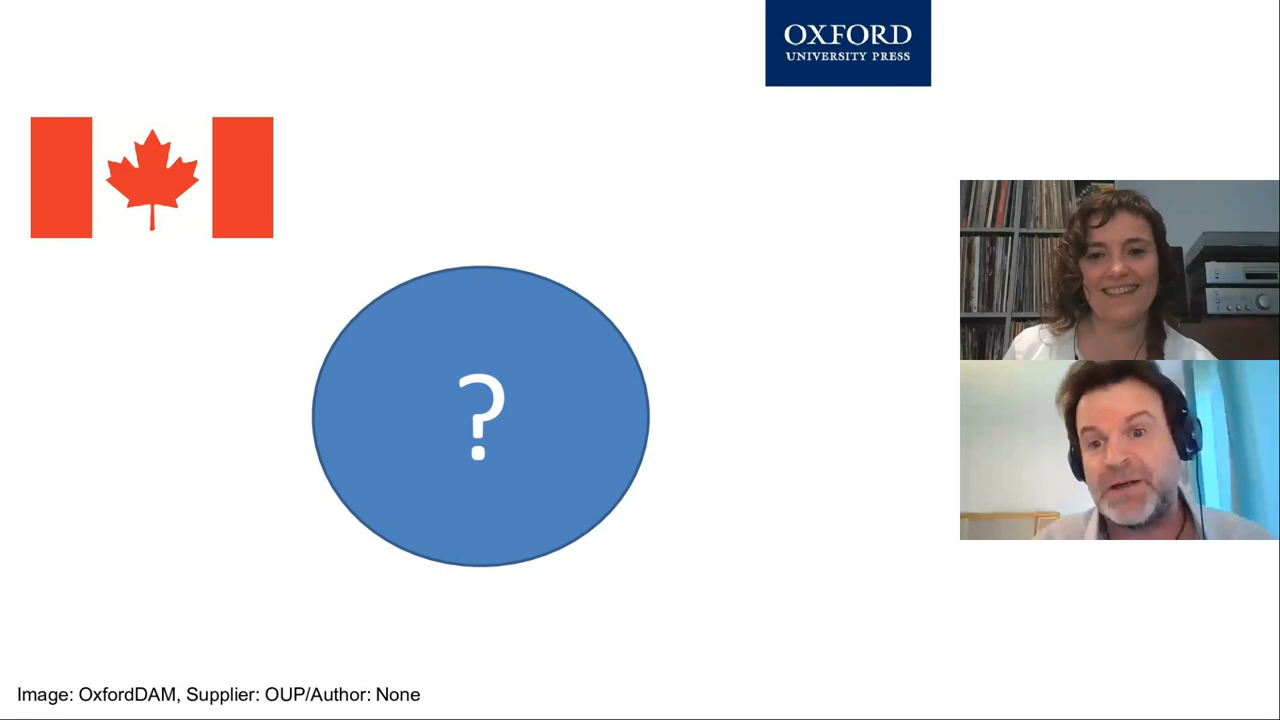 OXFORD
UNIVERSITY PRESS
?
Image: OxfordDAM, Supplier: OUP/Author: None